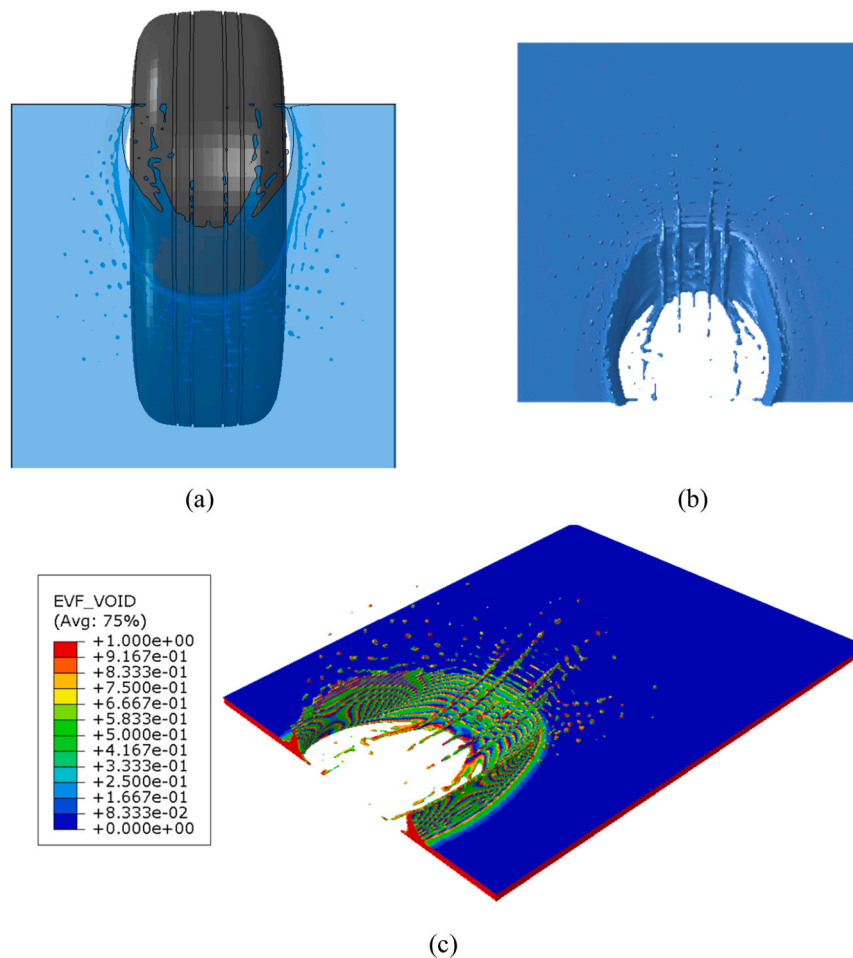 (a)
(b)
EVF_VOID
(Avg: 75%)
+1.000e+00
+9.167e-01
+8.333e-01
+7.500e-01
+6.667e-01
+5.833e-01
+5.000e-01
+4.167e-01
+3.333e-01
+2.500e-01
+1.667e-01
+8.333e-02
+0.000e+00
(c)